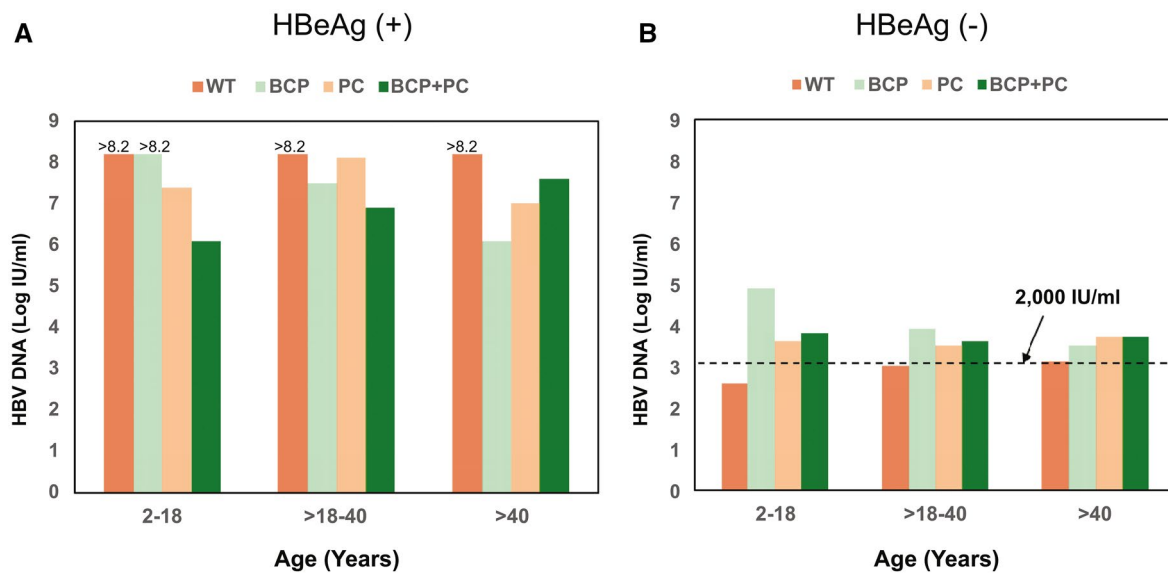 A
HBeAg (+)
WT BCP PC BCP+PC
HBV DNA (Log IU/ml)
9
8
7
6
5
4
3
2
1
0
>8.2 >8.2
>8.2
>8.2
2-18 >18-40 >40
Age (Years)
B
HBeAg (-)
WT BCP PC BCP+PC
HBV DNA (Log IU/ml)
9
8
7
6
5
4
3
2
1
0
2,000 IU/ml
2-18 >18-40 >40
Age (Years)